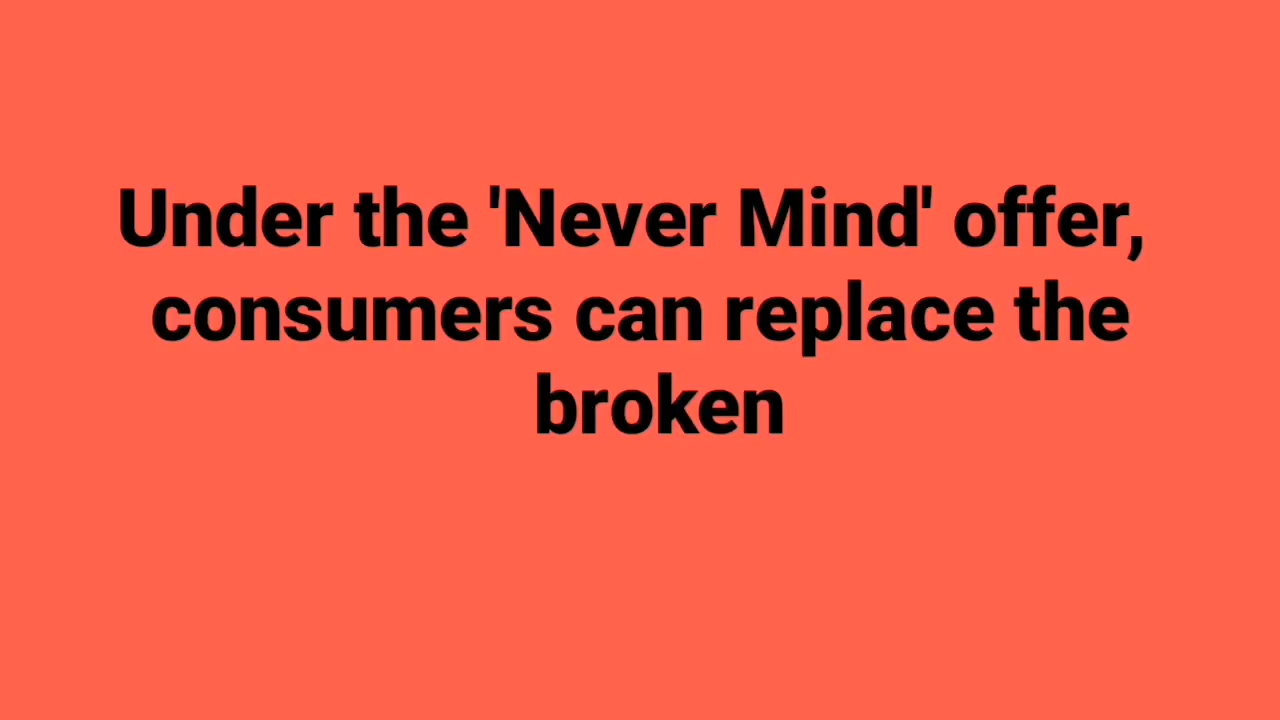 Under the 'Never Mind' offer,
consumers can replace the
broken